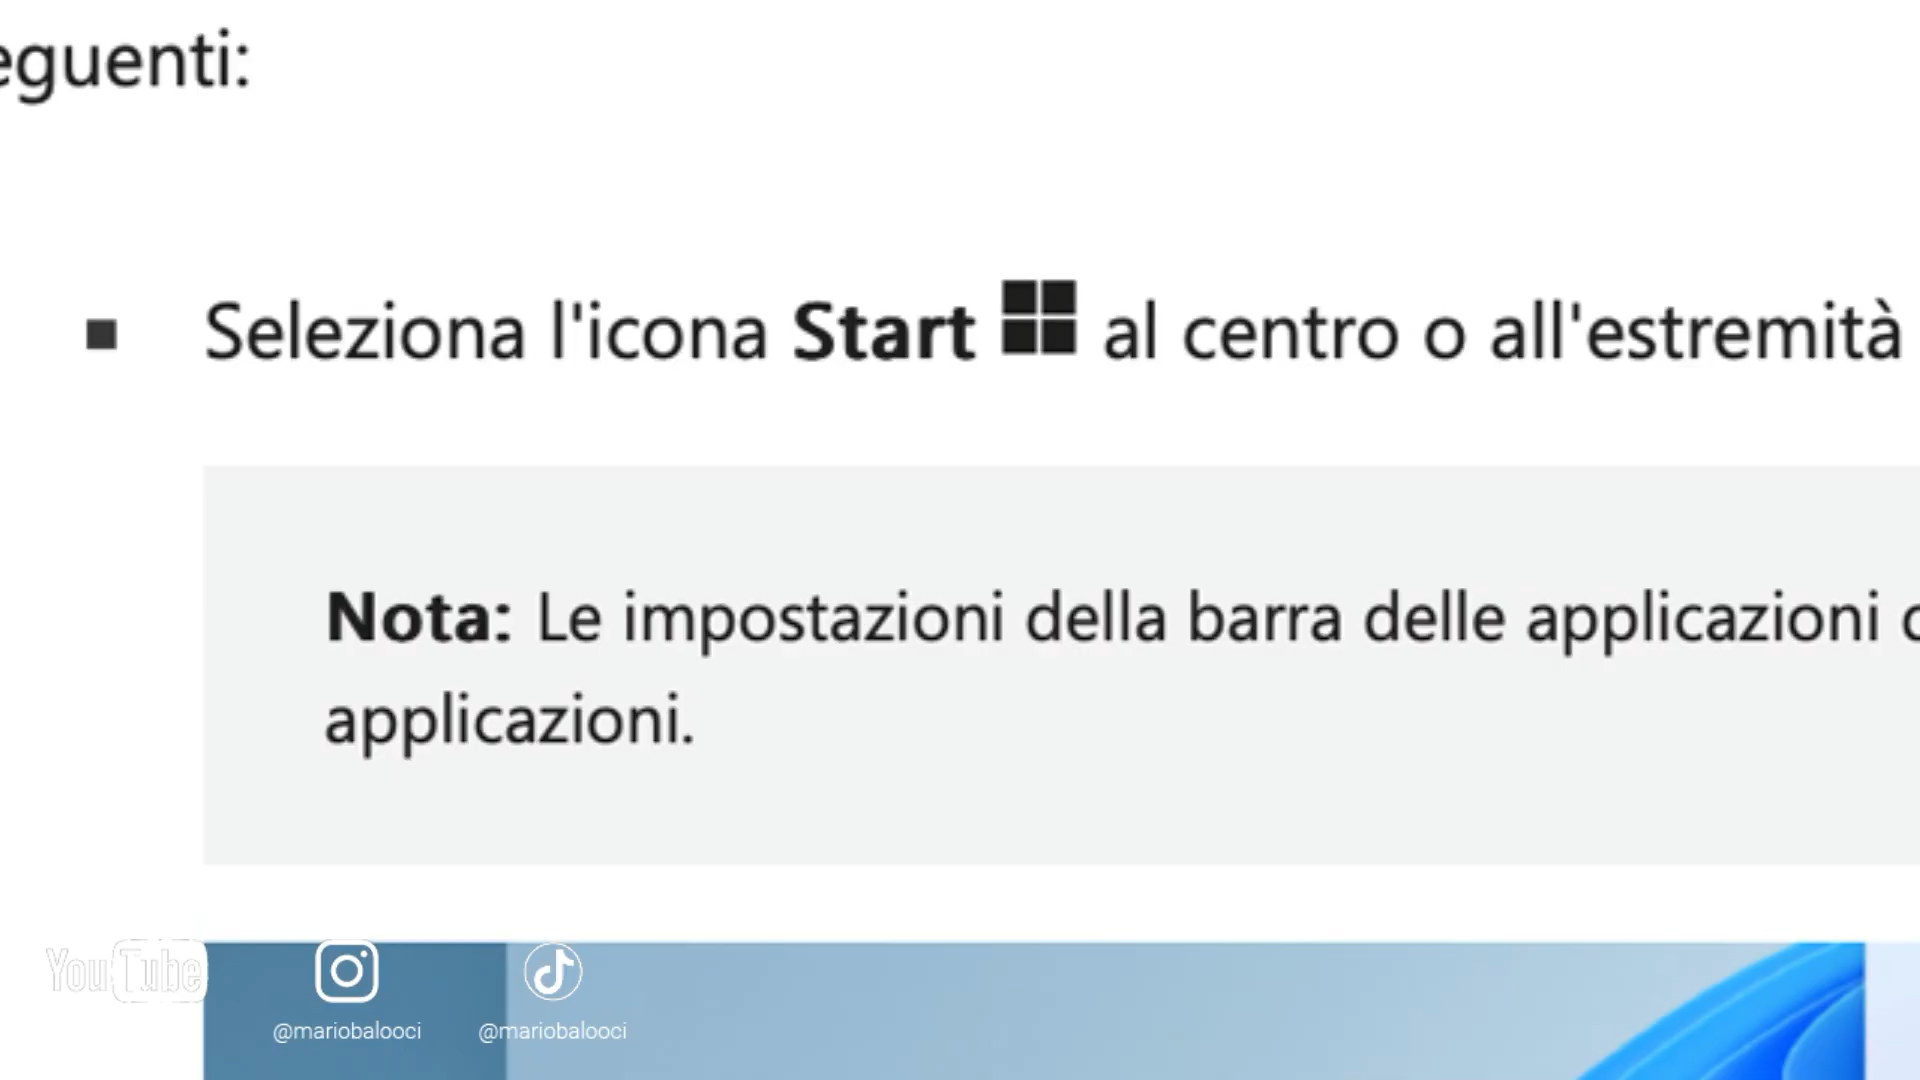 eguenti:
Seleziona l'icona Start al centro o all'estremità
Nota: Le impostazioni della barra delle applicazioni
applicazioni.
YouTube
@mariobalooci @mariobalooci